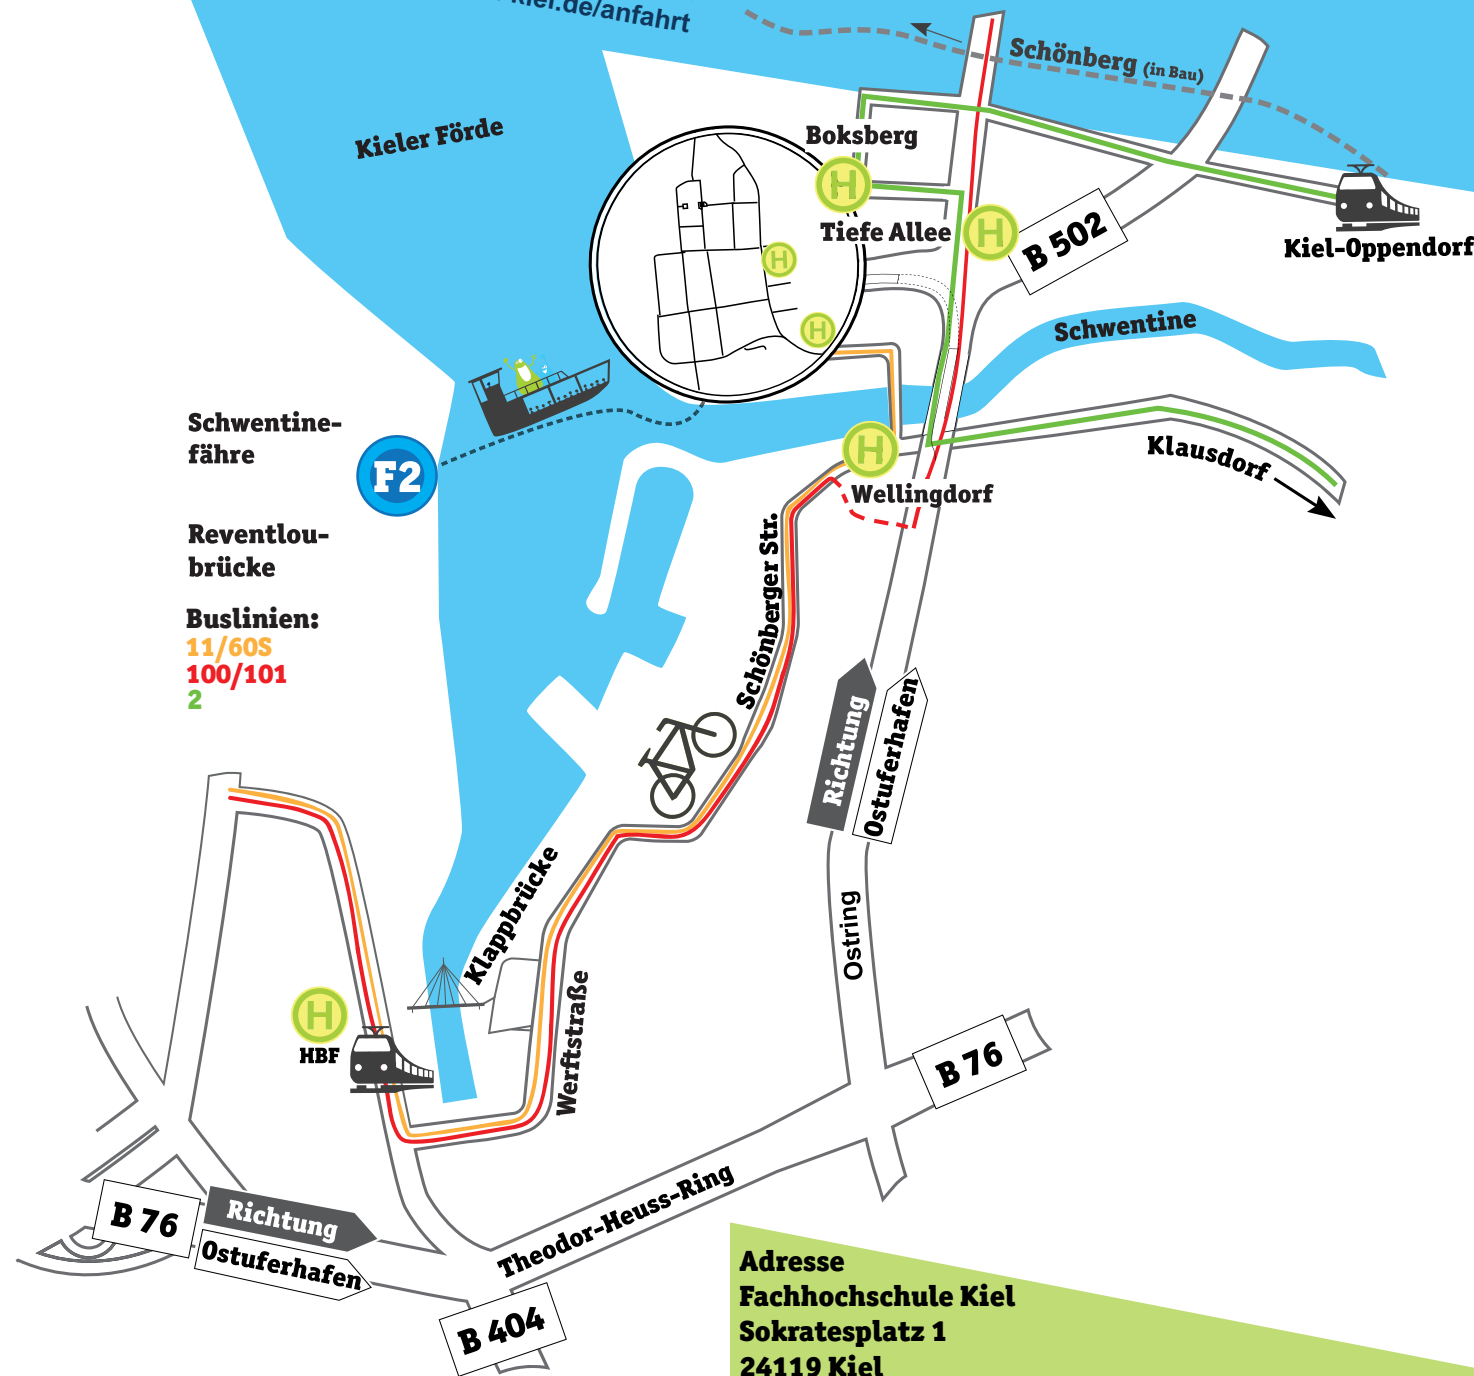 kiel.de/anfahrt
Schönberg (in Bau)
Kieler Förde
Boksberg
H
Tiefe Allee
H
B 502
Kiel-Oppendorf
H
H
Schwentine
Schwentine-
fähre
F2
H
Wellingdorf
Klausdorf
Reventlou-
brücke
Buslinien:
11/60S
100/101
2
Schönberger Str.
Richtung
Ostuferhafen
Klappbrücke
Ostring
H
HBF
Werftstraße
B 76
B 76
Richtung
Ostuferhafen
Theodor-Heuss-Ring
B 404
Adresse
Fachhochschule Kiel
Sokratesplatz 1
24119 Kiel